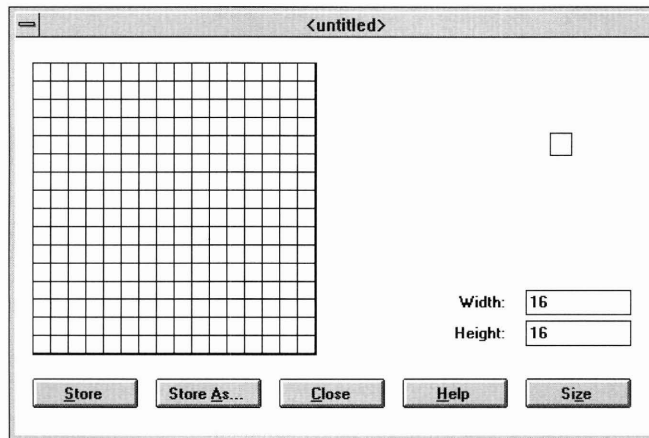 <untitled>
Width: 16
Height: 16
Store Store As... Close Help Size